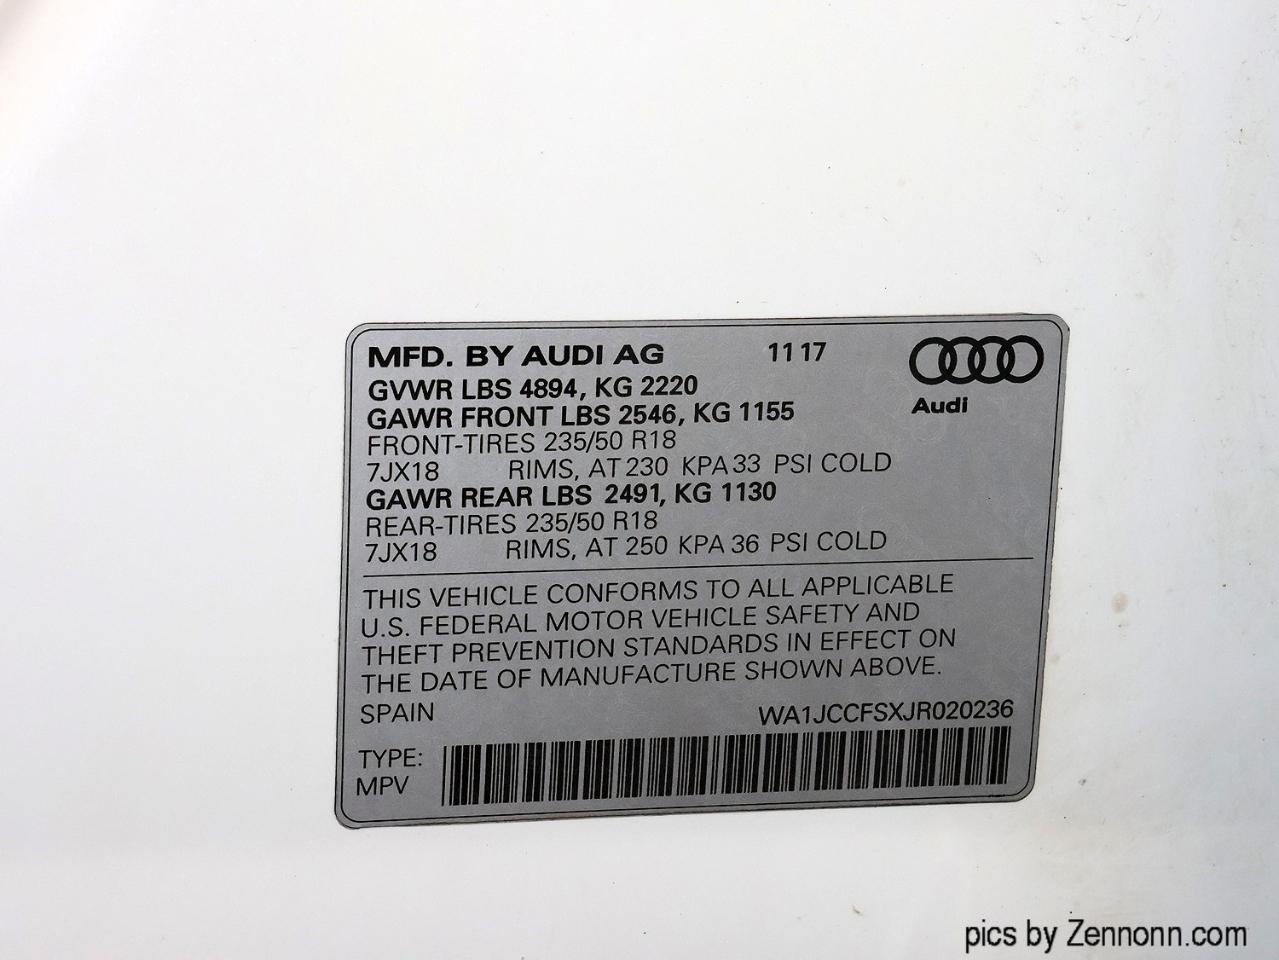 MFD. BY AUDI AG 11 17
Audi
GVWR LBS 4894, KG 2220
GAWR FRONT LBS 2546, KG 1155
FRONT-TIRES 235/50 R18
7JX18 RIMS, AT 230 KPA 33 PSI COLD
GAWR REAR LBS 2491, KG 1130
REAR-TIRES 235/50 R18
7JX18 RIMS, AT 250 KPA 36 PSI COLD
THIS VEHICLE CONFORMS TO ALL APPLICABLE
U.S. FEDERAL MOTOR VEHICLE SAFETY AND
THEFT PREVENTION STANDARDS IN EFFECT ON
THE DATE OF MANUFACTURE SHOWN ABOVE.
SPAIN WA1JCCFSXJR020236
TYPE:
MPV
pics by Zennonn.com